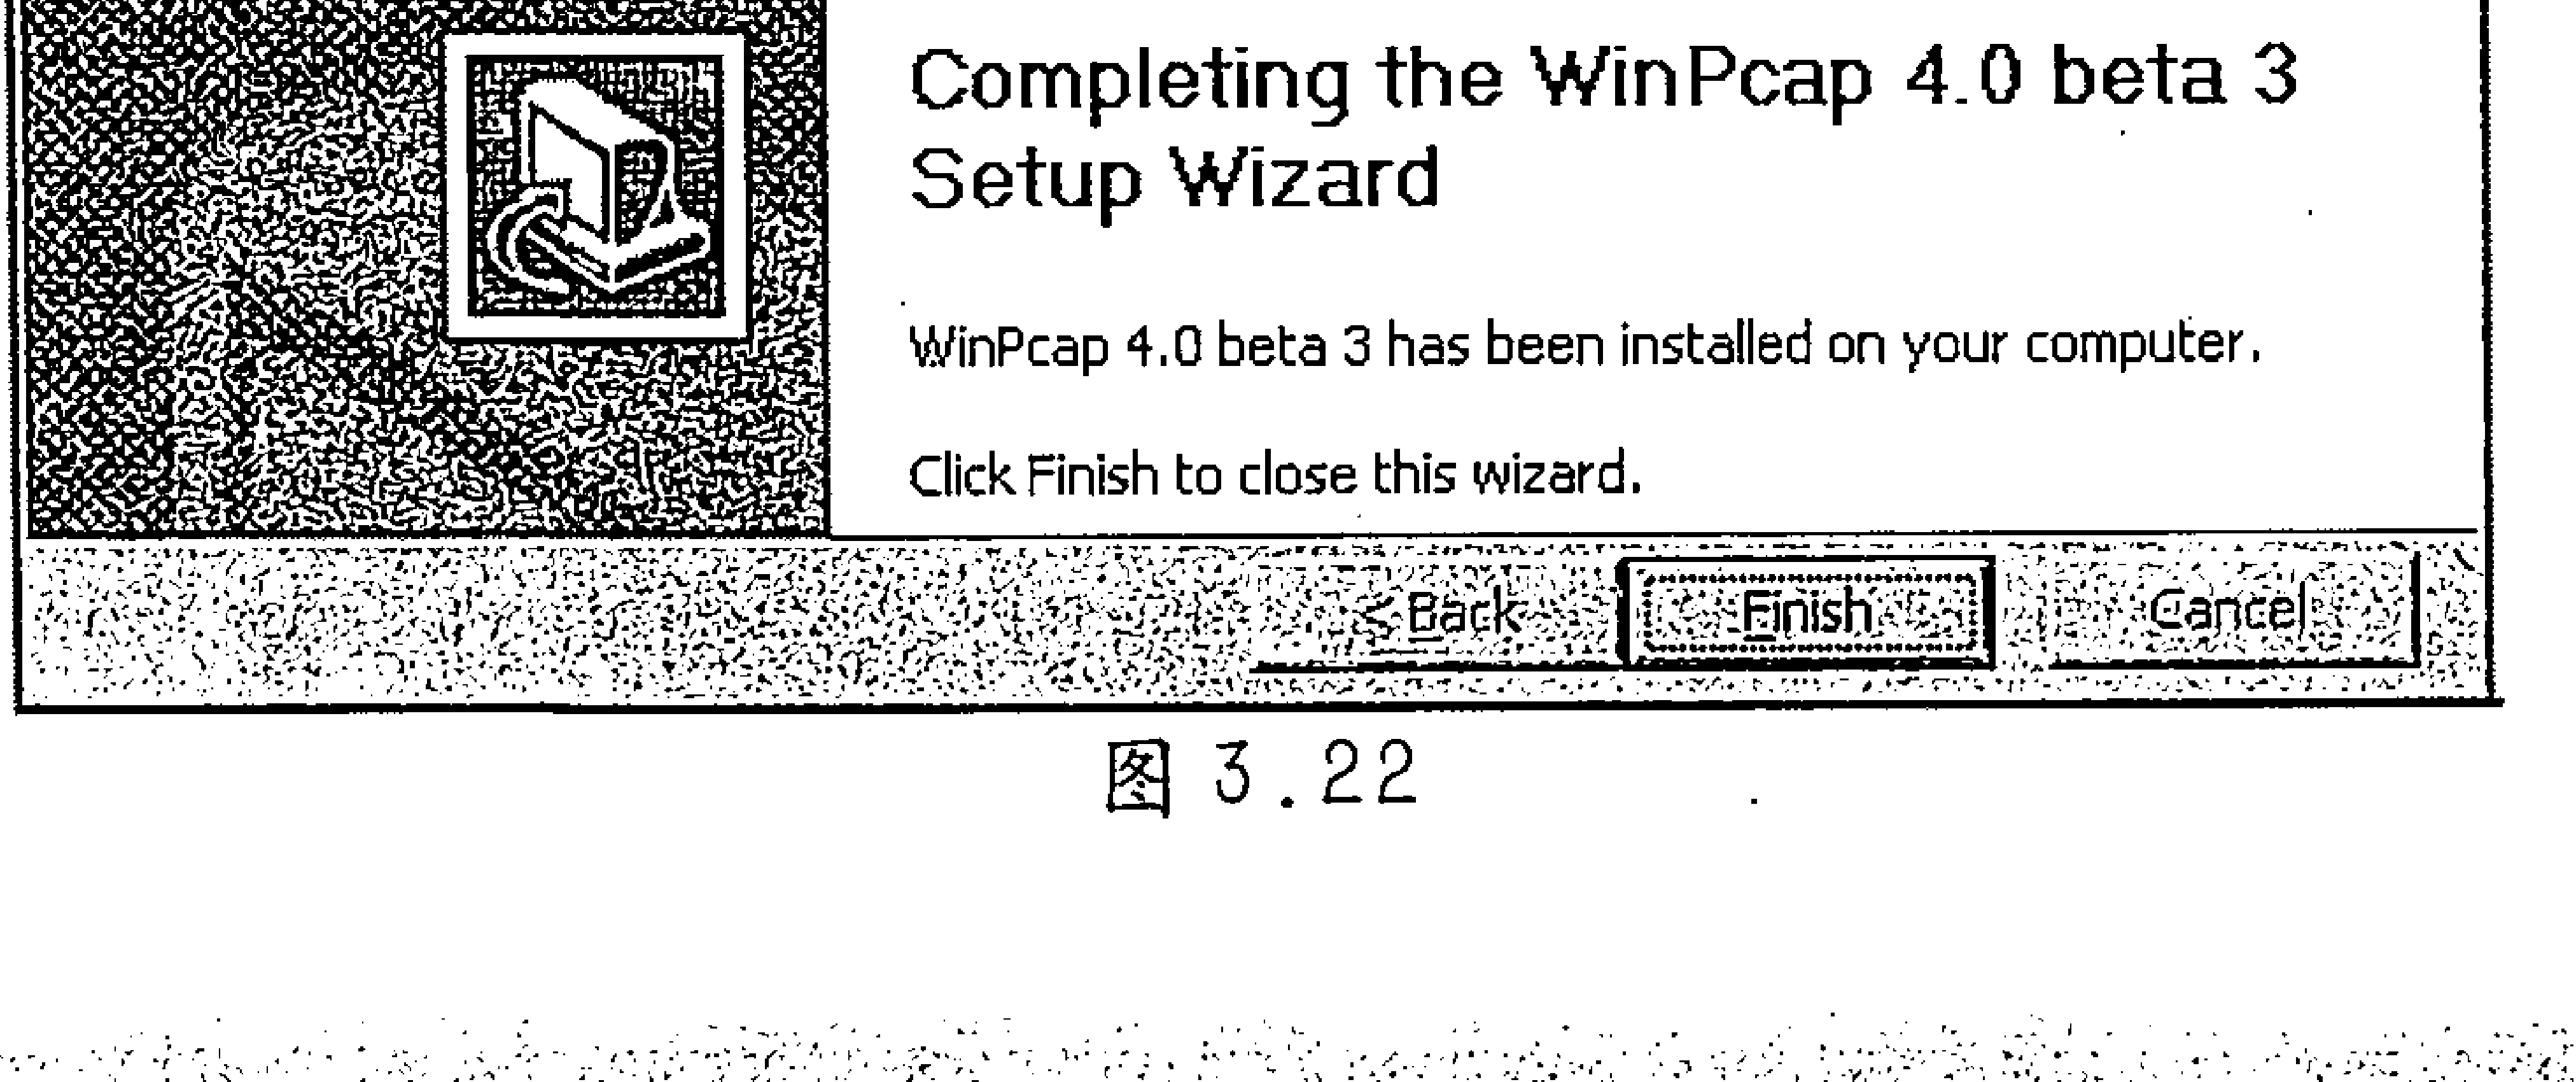 Completing the WinPcap 4.0 beta 3
Setup Wizard
WinPcap 4.0 beta 3 has been installed on your computer.
Click Finish to close this wizard.
< Back Finish Cancel
图 3.22